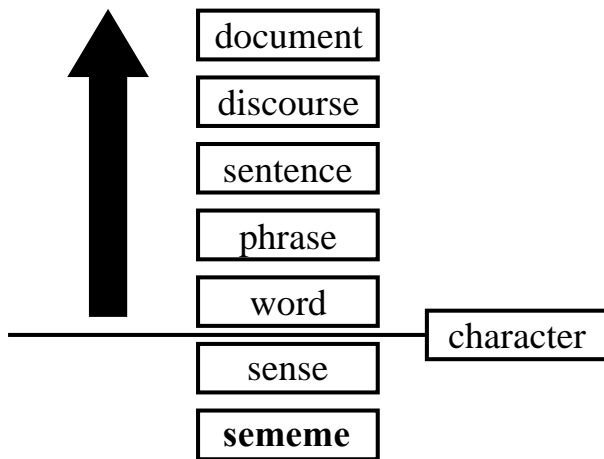 document
discourse
sentence
phrase
word
character
sense
sememe